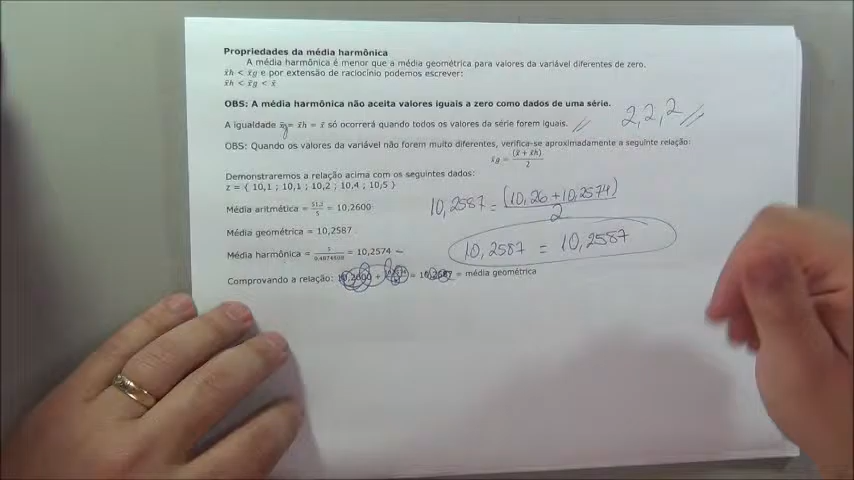 Propriedades da média harmônica
A média harmônica é menor que a média geométrica para valores da variável diferentes de zero.
x̄h < x̄g e por extensão de raciocínio podemos escrever:
x̄h < x̄g < x̄
OBS: A média harmônica não aceita valores iguais a zero como dados de uma série.
A igualdade x̄g = x̄h = x̄ só ocorrerá quando todos os valores da série forem iguais.
2, 2, 2
OBS: Quando os valores da variável não forem muito diferentes, verifica-se aproximadamente a seguinte relação:
x̄g = (x̄ + x̄h) / 2
Demonstraremos a relação acima com os seguintes dados:
z = { 10,1 ; 10,1 ; 10,2 ; 10,4 ; 10,5 }
Média aritmética = 51,3 / 5 = 10,2600
10,2587 = (10,26 + 10,2574) / 2
Média geométrica = 10,2587
10,2587 = 10,2587
Média harmônica = 5 / 0,4874508 = 10,2574
Comprovando a relação: 10,2600 + = 10,2587 = média geométrica